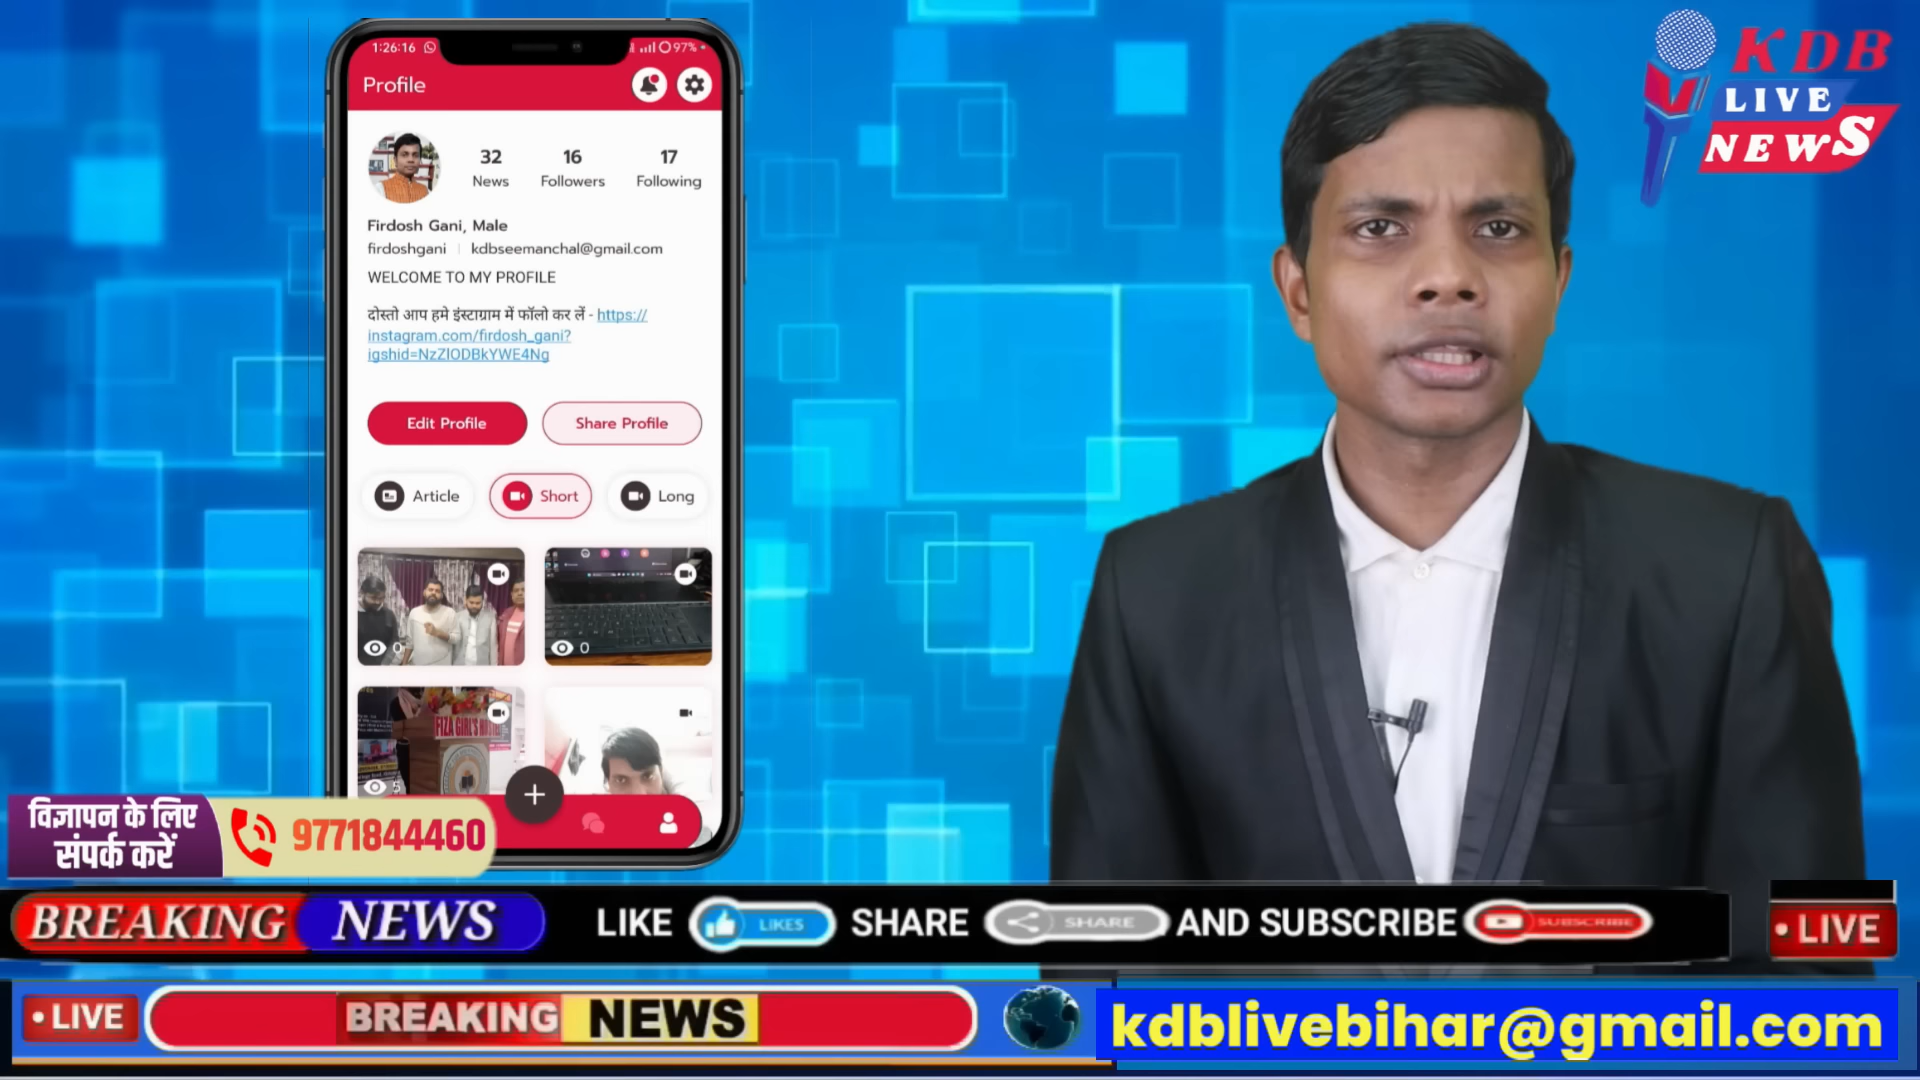 1:26:16
97%
Profile
32
News
16
Followers
17
Following
Firdosh Gani, Male
firdoshgani | kdbseemanchal@gmail.com
WELCOME TO MY PROFILE
दोस्तो आप हमे इंस्टाग्राम में फॉलो कर लें - https://
instagram.com/firdosh_gani?
igshid=NzZlODBkYWE4Ng
Edit Profile
Share Profile
Article
Short
Long
0
0
FIZA GIRL'S
5
KDB
LIVE
NEWS
विज्ञापन के लिए
संपर्क करें
9771844460
BREAKING NEWS
LIKE LIKES SHARE SHARE AND SUBSCRIBE SUBSCRIBE
• LIVE
• LIVE
BREAKING NEWS
kdblivebihar@gmail.com